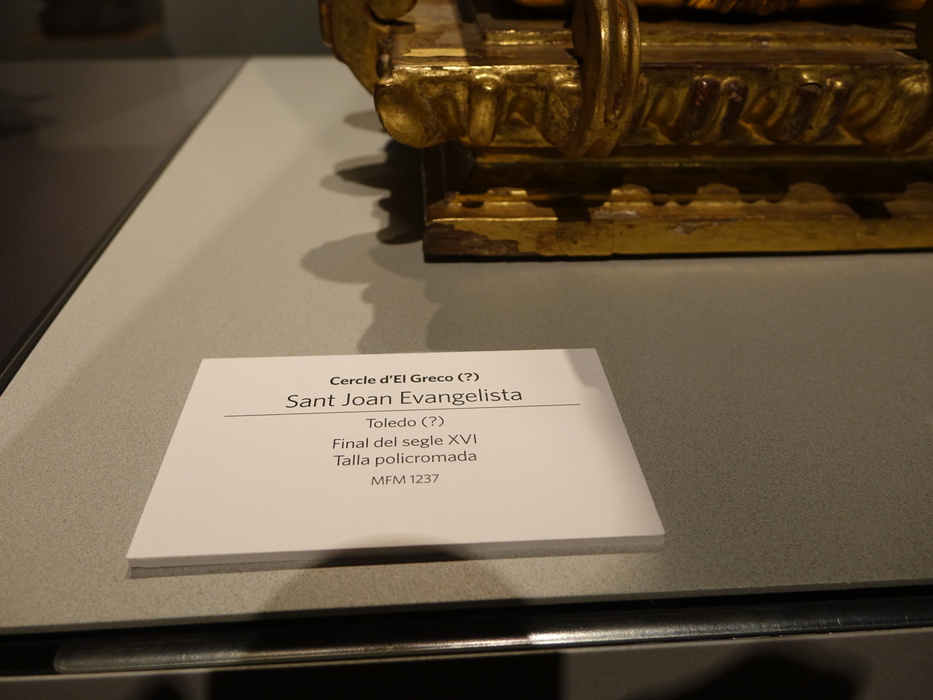 Cercle d'El Greco (?)
Sant Joan Evangelista
Toledo (?)
Final del segle XVI
Talla policromada
MFM 1237